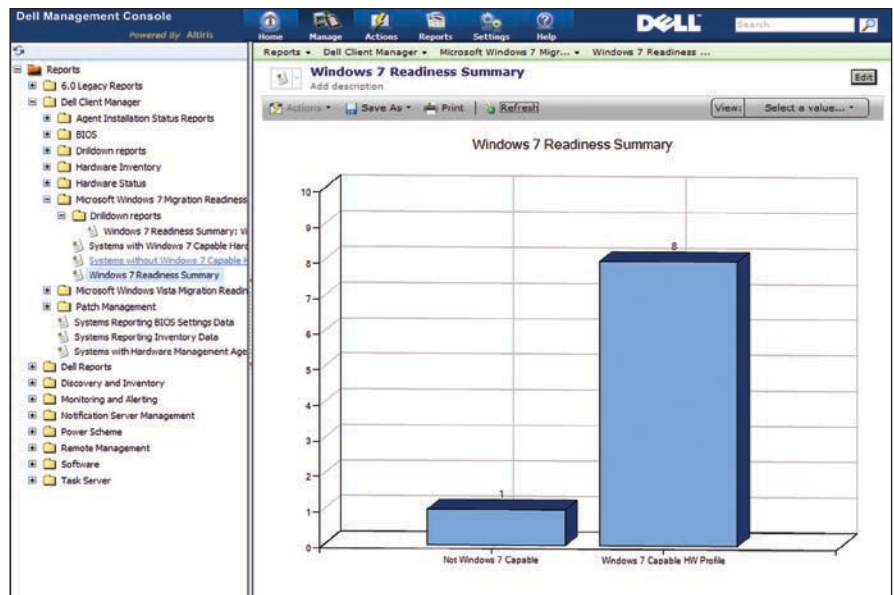 Dell Management Console
Powered By Altiris
Home
Manage
Actions
Reports
Settings
Help
DELL
Search
Reports
6.0 Legacy Reports
Dell Client Manager
Agent Installation Status Reports
BIOS
Drilldown reports
Hardware Inventory
Hardware Status
Microsoft Windows 7 Migration Readiness
Drilldown reports
Windows 7 Readiness Summary:
Systems with Windows 7 Capable
Systems without Windows 7 Capable
Windows 7 Readiness Summary
Microsoft Windows Vista Migration
Patch Management
Systems Reporting BIOS Settings Data
Systems Reporting Inventory Data
Systems with Hardware Management
Dell Reports
Discovery and Inventory
Monitoring and Alerting
Notification Server Management
Power Scheme
Remote Management
Software
Task Server
Reports Dell Client Manager Microsoft Windows 7 Migr... Windows 7 Readiness ...
Windows 7 Readiness Summary
Add description
Edit
Actions Save As Print Refresh View: Select a value...
Windows 7 Readiness Summary
10
9
8
7
6
5
4
3
2
1
0
1
8
Not Windows 7 Capable
Windows 7 Capable HW Profile